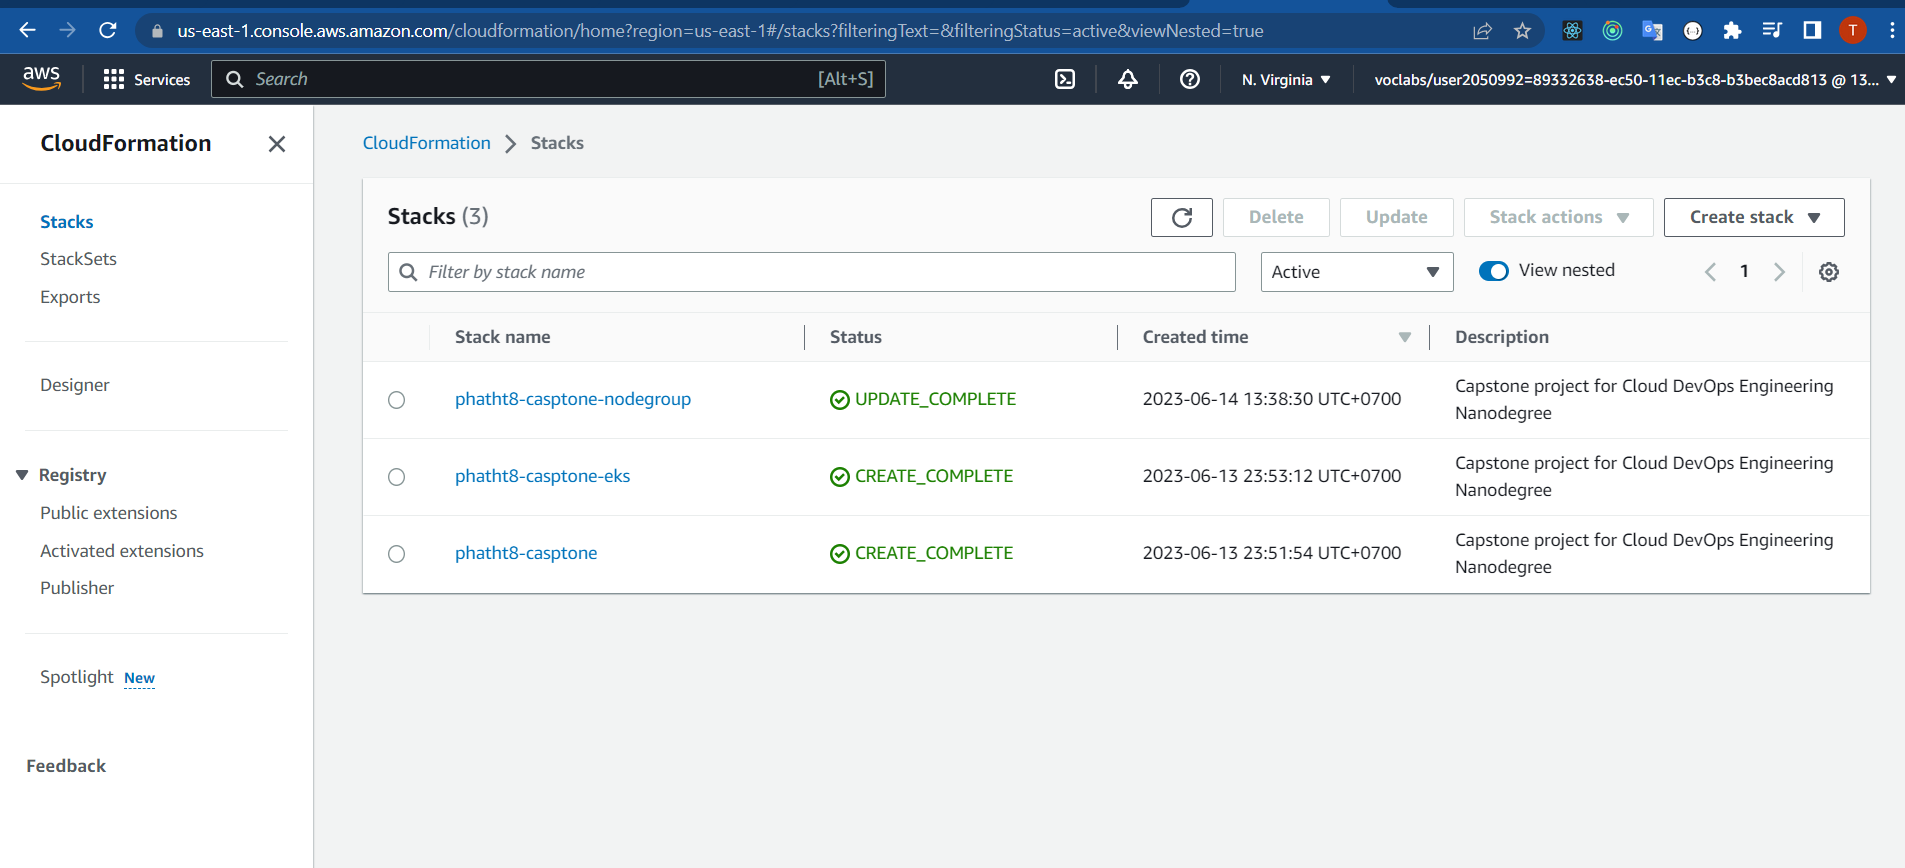 us-east-1.console.aws.amazon.com/cloudformation/home?region=us-east-1#/stacks?filteringText=&filteringStatus=active&viewNested=true
T
aws
Services
Search
[Alt+S]
N. Virginia
voclabs/user2050992=89332638-ec50-11ec-b3c8-b3bec8acd813 @ 13...
CloudFormation
Stacks
StackSets
Exports
Designer
Registry
Public extensions
Activated extensions
Publisher
Spotlight New
Feedback
CloudFormation
Stacks
Stacks (3)
Delete
Update
Stack actions
Create stack
Filter by stack name
Active
View nested
1
Stack name
Status
Created time
Description
phatht8-casptone-nodegroup
UPDATE_COMPLETE
2023-06-14 13:38:30 UTC+0700
Capstone project for Cloud DevOps Engineering
Nanodegree
phatht8-casptone-eks
CREATE_COMPLETE
2023-06-13 23:53:12 UTC+0700
Capstone project for Cloud DevOps Engineering
Nanodegree
phatht8-casptone
CREATE_COMPLETE
2023-06-13 23:51:54 UTC+0700
Capstone project for Cloud DevOps Engineering
Nanodegree